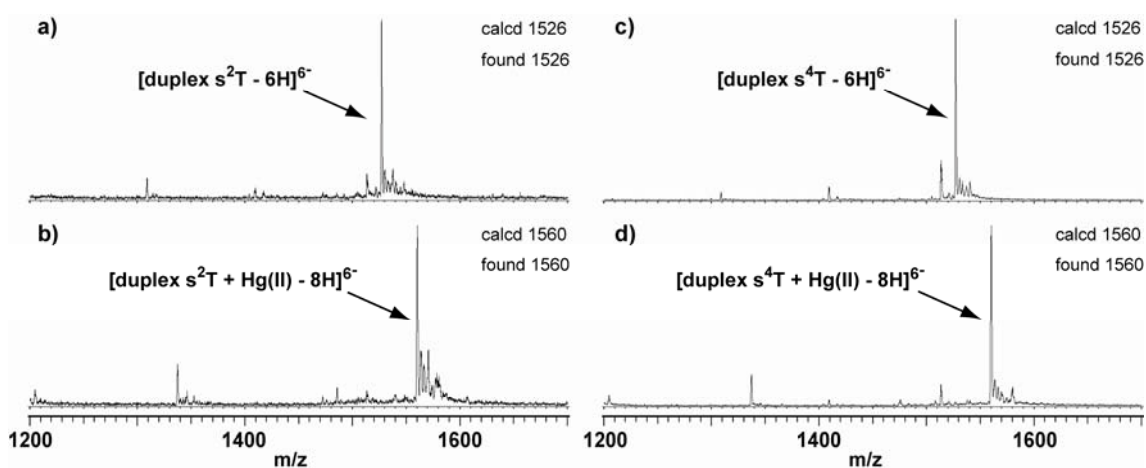 a)
calcd 1526
found 1526
[duplex s²T - 6H]⁶⁻
b)
calcd 1560
found 1560
[duplex s²T + Hg(II) - 8H]⁶⁻
1200 1400 1600
m/z
c)
calcd 1526
found 1526
[duplex s⁴T - 6H]⁶⁻
d)
calcd 1560
found 1560
[duplex s⁴T + Hg(II) - 8H]⁶⁻
1200 1400 1600
m/z